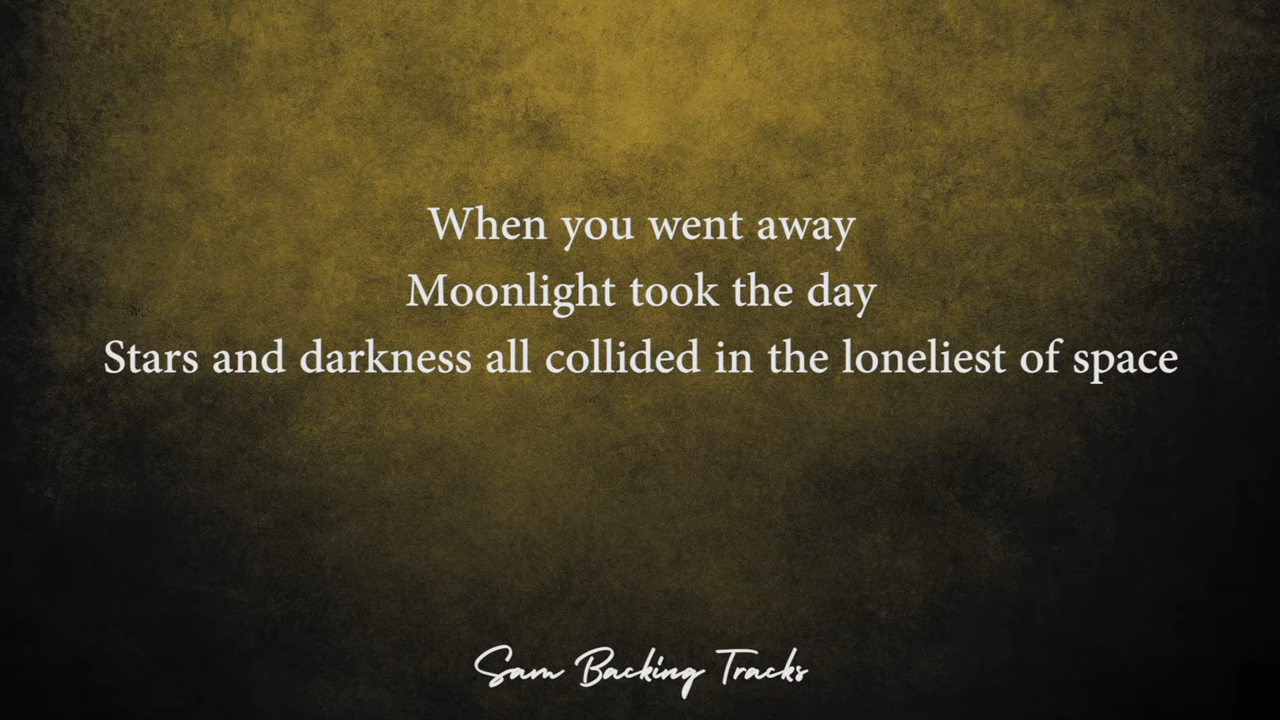 When you went away
Moonlight took the day
Stars and darkness all collided in the loneliest of space
Sam Backing Tracks